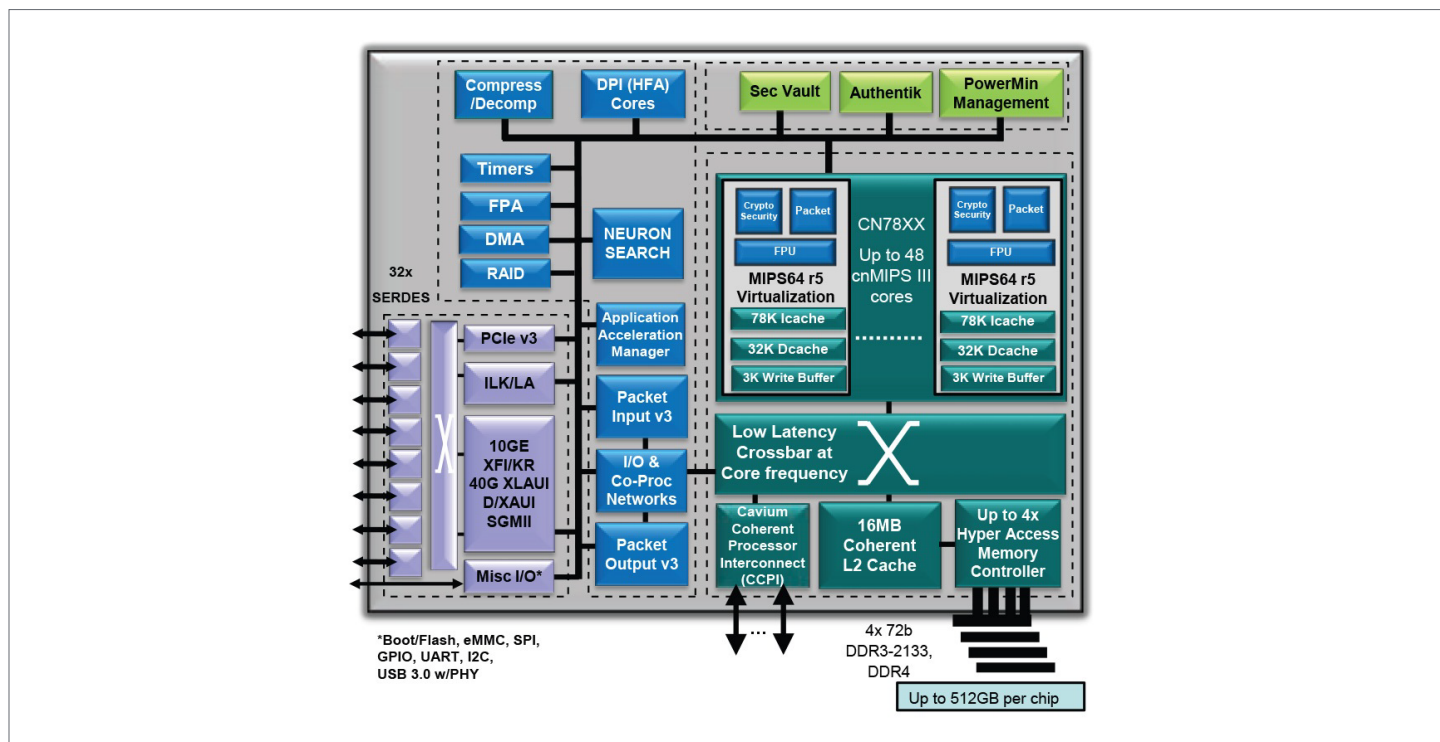 Compress
/Decomp
DPI (HFA)
Cores
Sec Vault
Authentik
PowerMin
Management
Timers
FPA
DMA
RAID
NEURON
SEARCH
32x
SERDES
PCIe v3
ILK/LA
10GE
XFI/KR
40G XLAUI
D/XAUI
SGMII
Misc I/O*
Application
Acceleration
Manager
Packet
Input v3
I/O &
Co-Proc
Networks
Packet
Output v3
Crypto
Security
Packet
FPU
MIPS64 r5
Virtualization
78K Icache
32K Dcache
3K Write Buffer
CN78XX
Up to 48
cnMIPS III
cores
..........
Crypto
Security
Packet
FPU
MIPS64 r5
Virtualization
78K Icache
32K Dcache
3K Write Buffer
Low Latency
Crossbar at
Core frequency
Cavium
Coherent
Processor
Interconnect
(CCPI)
16MB
Coherent
L2 Cache
Up to 4x
Hyper Access
Memory
Controller
...
4x 72b
DDR3-2133,
DDR4
Up to 512GB per chip
*Boot/Flash, eMMC, SPI,
GPIO, UART, I2C,
USB 3.0 w/PHY